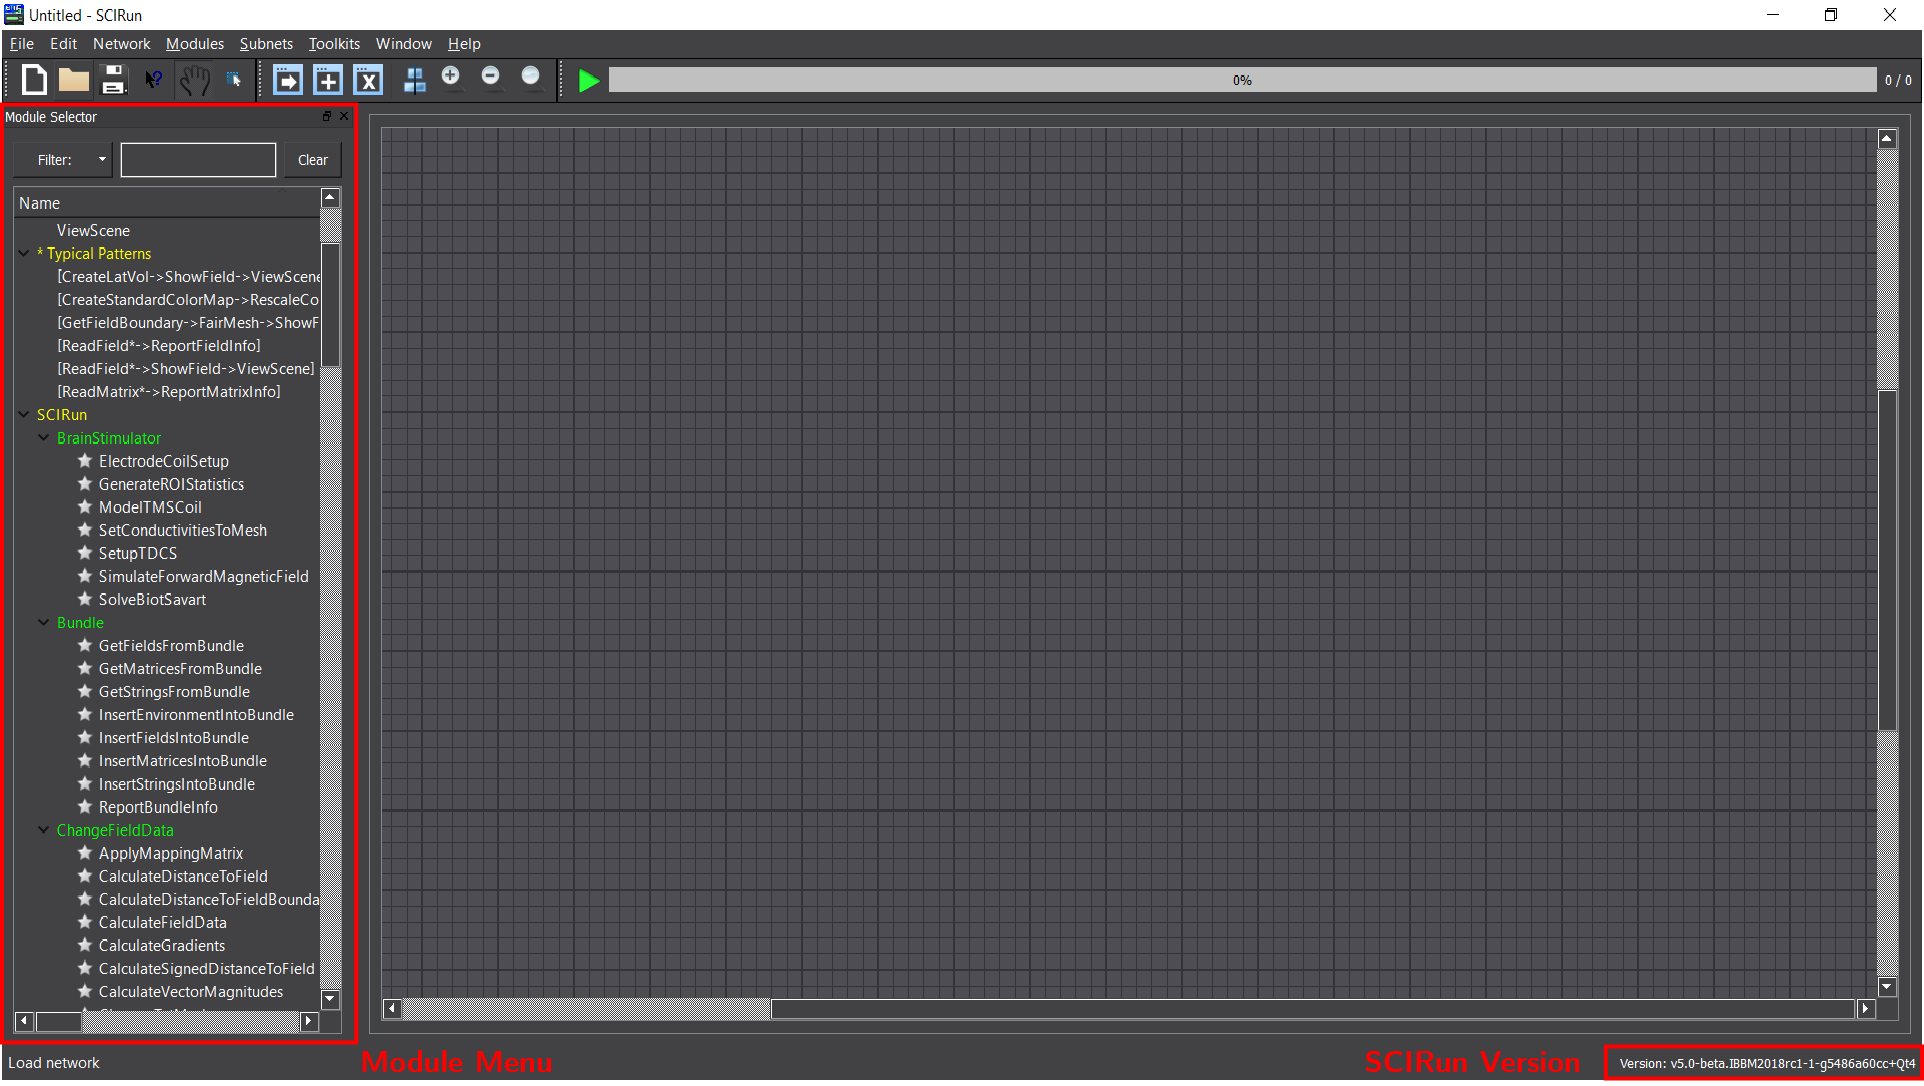 Untitled - SCIRun
File Edit Network Modules Subnets Toolkits Window Help
0% 0 / 0
Module Selector
Filter: Clear
Name
ViewScene
* Typical Patterns
[CreateLatVol->ShowField->ViewScene
[CreateStandardColorMap->RescaleCo
[GetFieldBoundary->FairMesh->ShowF
[ReadField*->ReportFieldInfo]
[ReadField*->ShowField->ViewScene]
[ReadMatrix*->ReportMatrixInfo]
SCIRun
BrainStimulator
ElectrodeCoilSetup
GenerateROIStatistics
ModelTMSCoil
SetConductivitiesToMesh
SetupTDCS
SimulateForwardMagneticField
SolveBiotSavart
Bundle
GetFieldsFromBundle
GetMatricesFromBundle
GetStringsFromBundle
InsertEnvironmentIntoBundle
InsertFieldsIntoBundle
InsertMatricesIntoBundle
InsertStringsIntoBundle
ReportBundleInfo
ChangeFieldData
ApplyMappingMatrix
CalculateDistanceToField
CalculateDistanceToFieldBounda
CalculateFieldData
CalculateGradients
CalculateSignedDistanceToField
CalculateVectorMagnitudes
Load network
Module Menu
SCIRun Version
Version: v5.0-beta.IBBM2018rc1-1-g5486a60cc+Qt4